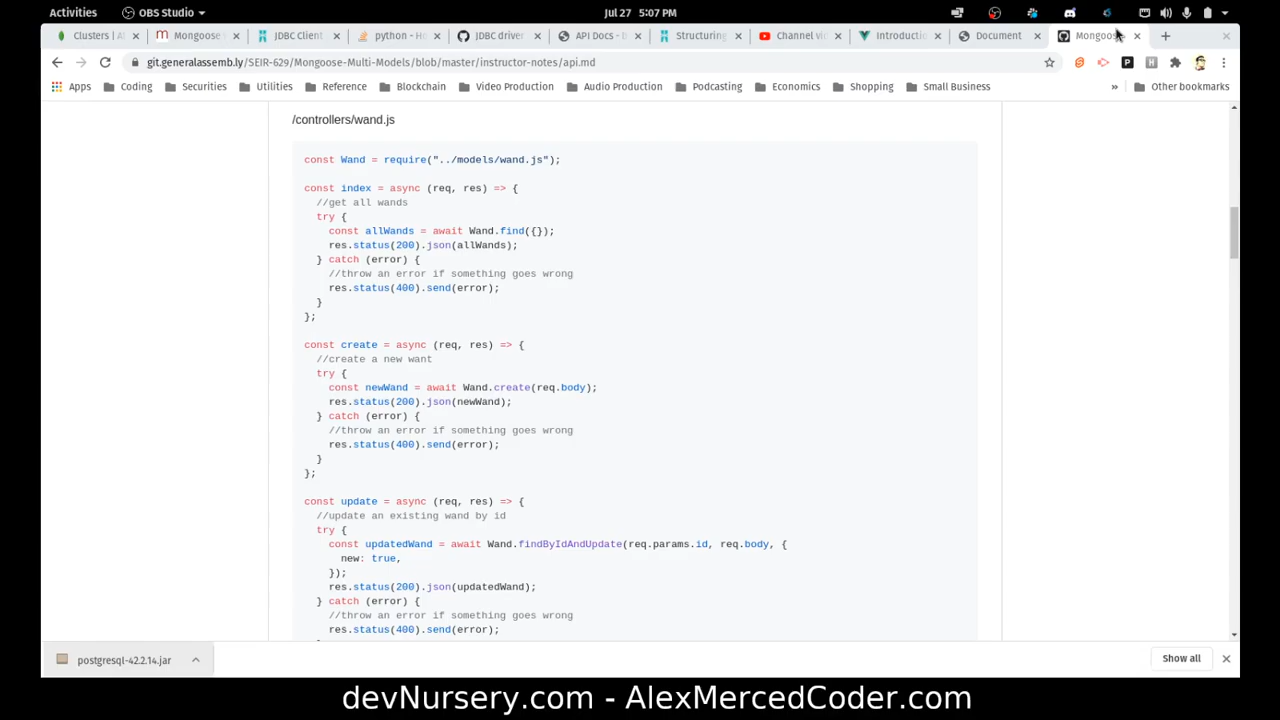 Activities
OBS Studio
Jul 27 5:07 PM
Clusters | A
Mongoose
JDBC Client
python - Ho
JDBC driver
API Docs - b
Structuring
Channel vi
Introductio
Document
Mongoos
git.generalassemb.ly/SEIR-629/Mongoose-Multi-Models/blob/master/instructor-notes/api.md
Apps
Coding
Securities
Utilities
Reference
Blockchain
Video Production
Audio Production
Podcasting
Economics
Shopping
Small Business
»
Other bookmarks
/controllers/wand.js
const Wand = require("../models/wand.js");
const index = async (req, res) => {
//get all wands
try {
const allWands = await Wand.find({});
res.status(200).json(allWands);
} catch (error) {
//throw an error if something goes wrong
res.status(400).send(error);
}
};
const create = async (req, res) => {
//create a new want
try {
const newWand = await Wand.create(req.body);
res.status(200).json(newWand);
} catch (error) {
//throw an error if something goes wrong
res.status(400).send(error);
}
};
const update = async (req, res) => {
//update an existing wand by id
try {
const updatedWand = await Wand.findByIdAndUpdate(req.params.id, req.body, {
new: true,
});
res.status(200).json(updatedWand);
} catch (error) {
//throw an error if something goes wrong
res.status(400).send(error);
postgresql-42.2.14.jar
Show all
devNursery.com - AlexMercedCoder.com